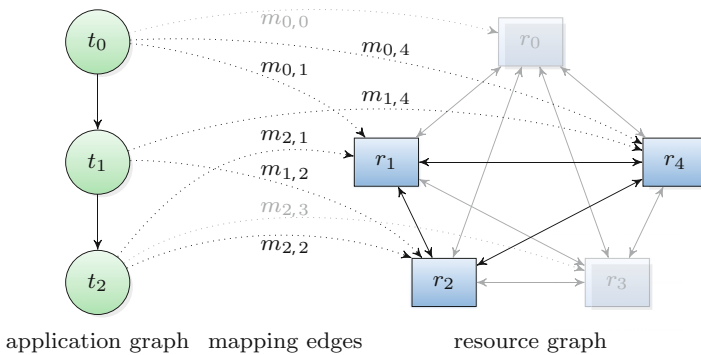 t0
m0,0
r0
m0,4
m0,1
m1,4
t1
m2,1
r1
r4
m1,2
m2,3
m2,2
t2
r2
r3
application graph mapping edges resource graph